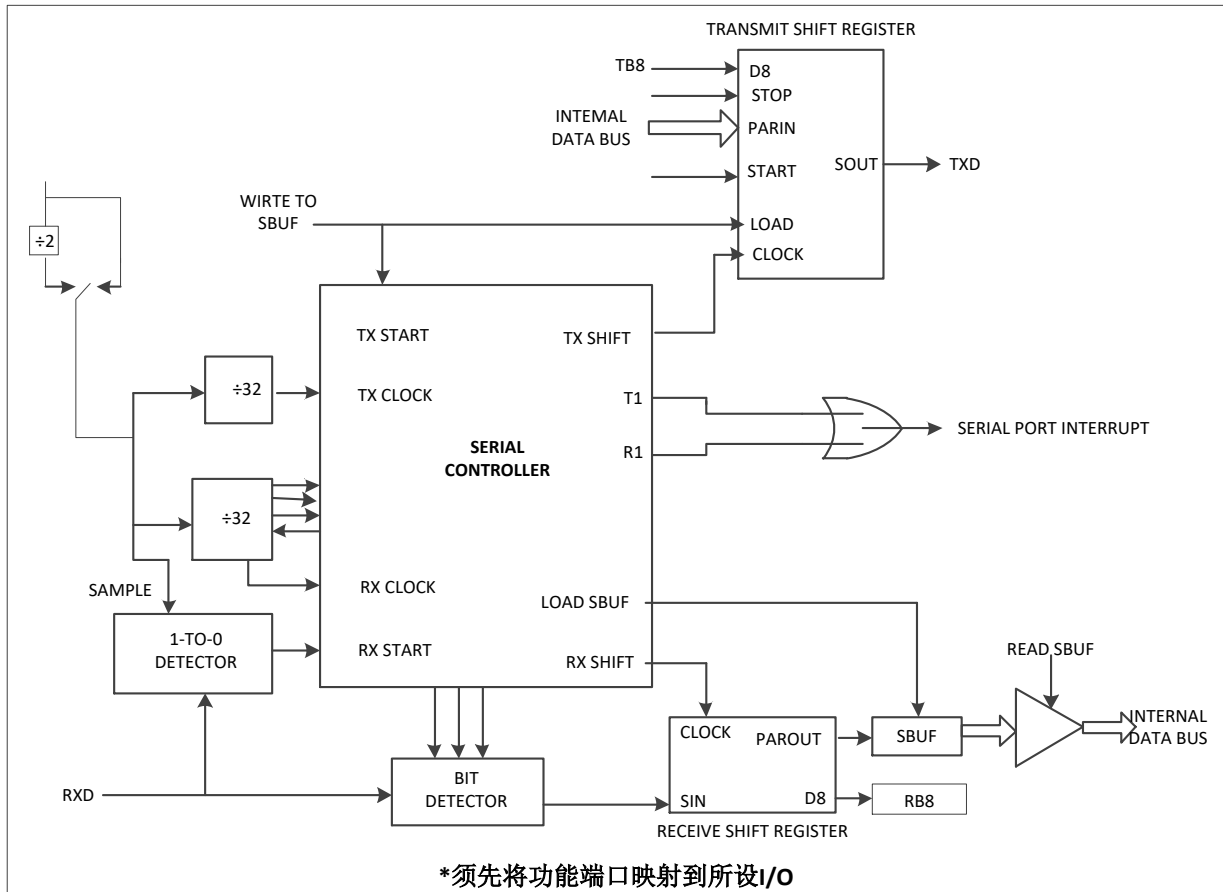 TRANSMIT SHIFT REGISTER
TB8
D8
STOP
INTEMAL
DATA BUS
PARIN
START
SOUT
TXD
WIRTE TO
SBUF
LOAD
CLOCK
÷2
TX START
TX SHIFT
÷32
TX CLOCK
T1
SERIAL PORT INTERRUPT
SERIAL
CONTROLLER
R1
÷32
SAMPLE
RX CLOCK
LOAD SBUF
1-TO-0
DETECTOR
RX START
RX SHIFT
READ SBUF
CLOCK
PAROUT
SBUF
INTERNAL
DATA BUS
RXD
BIT
DETECTOR
SIN
D8
RB8
RECEIVE SHIFT REGISTER
*须先将功能端口映射到所设I/O